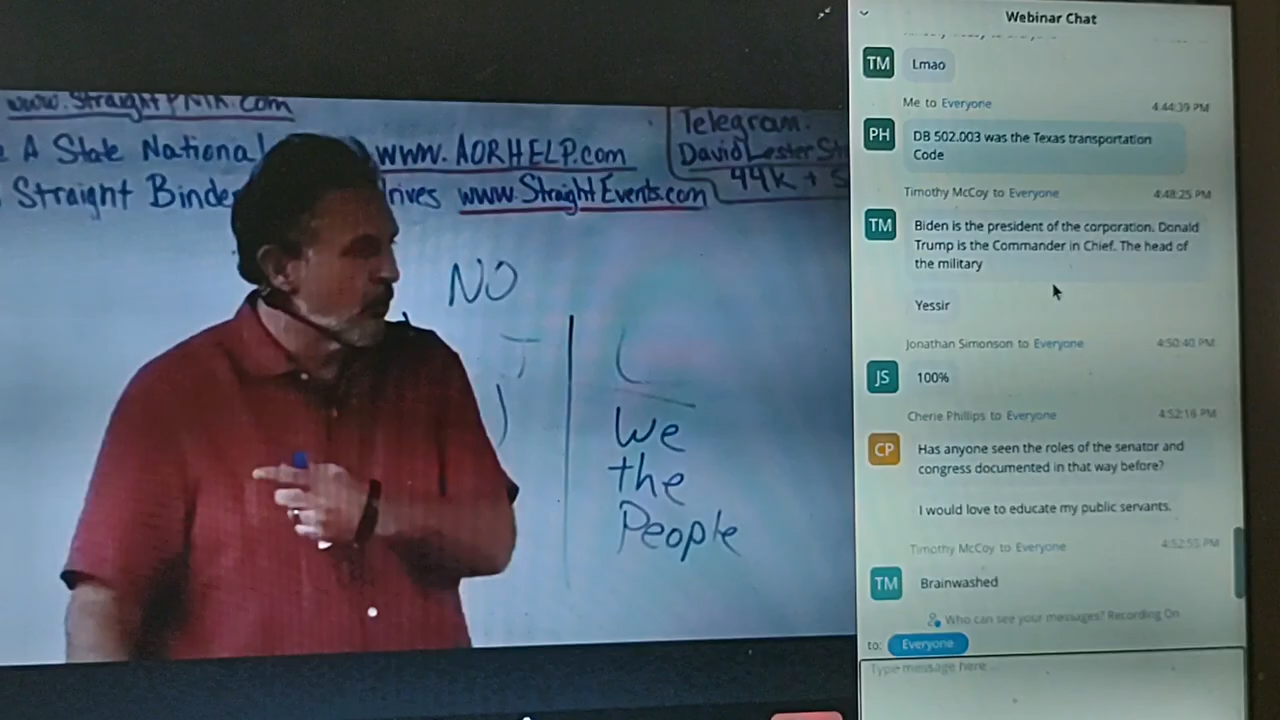 www.StraightPMA.com
A State National www.AORHELP.com
Straight Binde rives www.StraightEvents.com
Telegram:
DavidLesterSt
44k + S
NO
We
the
People
Webinar Chat
TM
Lmao
Me to Everyone 4:44:39 PM
PH
DB 502.003 was the Texas transportation
Code
Timothy McCoy to Everyone 4:48:25 PM
TM
Biden is the president of the corporation. Donald
Trump is the Commander in Chief. The head of
the military
Yessir
Jonathan Simonson to Everyone 4:50:40 PM
JS
100%
Cherie Phillips to Everyone 4:52:16 PM
CP
Has anyone seen the roles of the senator and
congress documented in that way before?
I would love to educate my public servants.
Timothy McCoy to Everyone 4:52:55 PM
TM
Brainwashed
Who can see your messages? Recording On
to: Everyone
Type message here ...